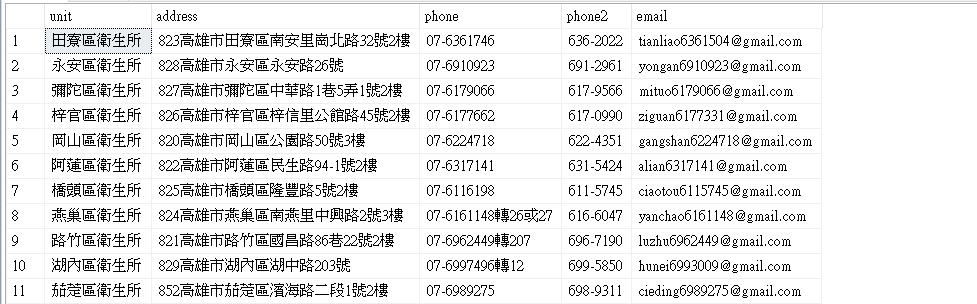 unit address phone phone2 email
1 田寮區衛生所 823高雄市田寮區南安里崗北路32號2樓 07-6361746 636-2022 tianliao6361504@gmail.com
2 永安區衛生所 828高雄市永安區永安路26號 07-6910923 691-2961 yongan6910923@gmail.com
3 彌陀區衛生所 827高雄市彌陀區中華路1巷5弄1號2樓 07-6179066 617-9566 mituo6179066@gmail.com
4 梓官區衛生所 826高雄市梓官區梓信里公館路45號2樓 07-6177662 617-0990 ziguan6177331@gmail.com
5 岡山區衛生所 820高雄市岡山區公園路50號3樓 07-6224718 622-4351 gangshan6224718@gmail.com
6 阿蓮區衛生所 822高雄市阿蓮區民生路94-1號2樓 07-6317141 631-5424 alian6317141@gmail.com
7 橋頭區衛生所 825高雄市橋頭區隆豐路5號2樓 07-6116198 611-5745 ciaotou6115745@gmail.com
8 燕巢區衛生所 824高雄市燕巢區南燕里中興路2號3樓 07-6161148轉26或27 616-6047 yanchao6161148@gmail.com
9 路竹區衛生所 821高雄市路竹區國昌路86巷22號2樓 07-6962449轉207 696-7190 luzhu6962449@gmail.com
10 湖內區衛生所 829高雄市湖內區湖中路203號 07-6997496轉12 699-5850 hunei6993009@gmail.com
11 茄萣區衛生所 852高雄市茄萣區濱海路二段1號2樓 07-6989275 698-9311 cieding6989275@gmail.com